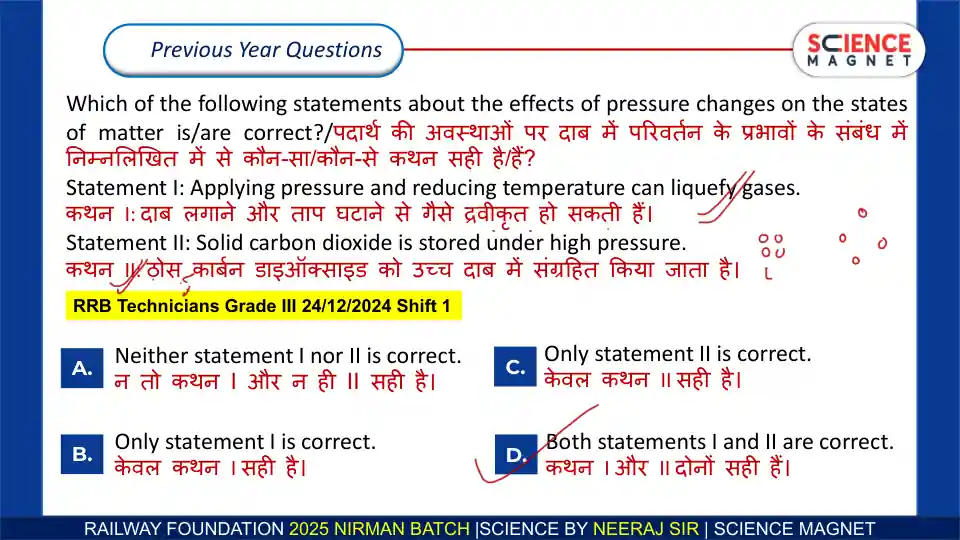 Previous Year Questions
SCIENCE
MAGNET
Which of the following statements about the effects of pressure changes on the states
of matter is/are correct?/पदार्थ की अवस्थाओं पर दाब में परिवर्तन के प्रभावों के संबंध में
निम्नलिखित में से कौन-सा/कौन-से कथन सही है/हैं?
Statement I: Applying pressure and reducing temperature can liquefy gases.
कथन I: दाब लगाने और ताप घटाने से गैसे द्रवीकृत हो सकती हैं।
Statement II: Solid carbon dioxide is stored under high pressure.
कथन II: ठोस कार्बन डाइऑक्साइड को उच्च दाब में संग्रहित किया जाता है।
RRB Technicians Grade III 24/12/2024 Shift 1
A.
Neither statement I nor II is correct.
न तो कथन I और न ही II सही है।
C.
Only statement II is correct.
केवल कथन II सही है।
B.
Only statement I is correct.
केवल कथन I सही है।
D.
Both statements I and II are correct.
कथन I और II दोनों सही हैं।
RAILWAY FOUNDATION 2025 NIRMAN BATCH |SCIENCE BY NEERAJ SIR | SCIENCE MAGNET